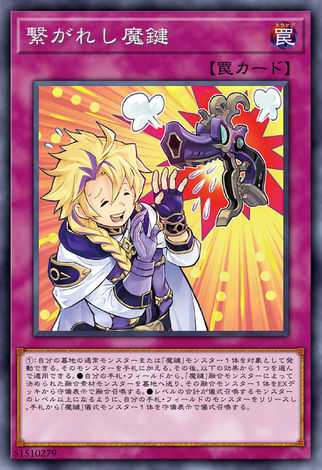 繋がれし魔鍵
トラップ
罠
【罠カード】
①:自分の墓地の通常モンスターまたは「魔鍵」モンスター1体を対象として発動できる。そのモンスターを手札に加える。その後、以下の効果から1つを選んで適用できる。●自分の手札・フィールドから、「魔鍵」融合モンスターによって決められた融合素材モンスターを墓地へ送り、その融合モンスター1体をEXデッキから守備表示で融合召喚する。●レベルの合計が儀式召喚するモンスターのレベル以上になるように、自分の手札・フィールドのモンスターをリリースし、手札から「魔鍵」儀式モンスター1体を守備表示で儀式召喚する。
51510279